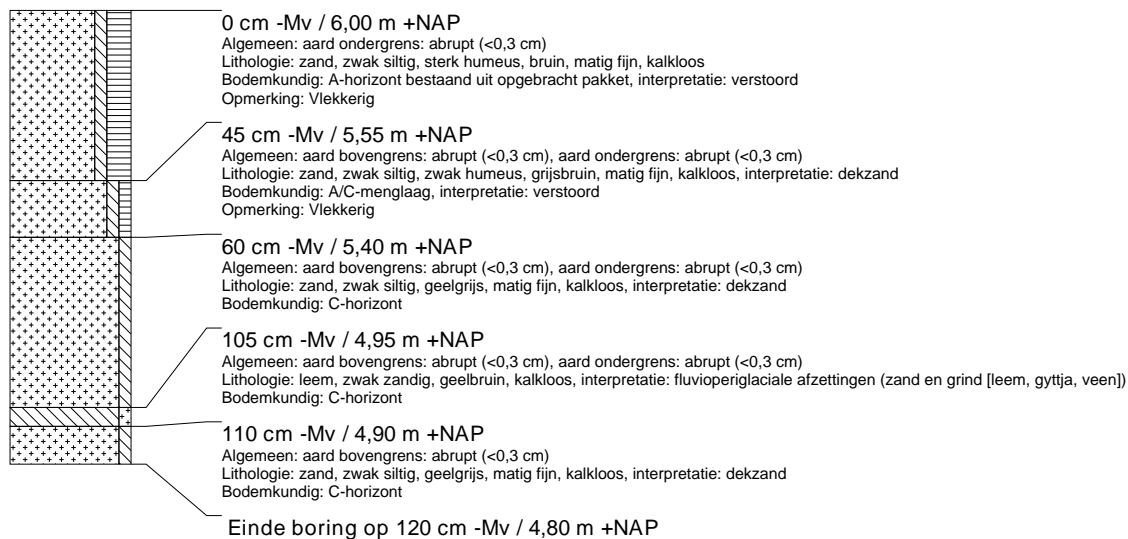 0 cm -Mv / 6,00 m +NAP
Algemeen: aard ondergrens: abrupt (<0,3 cm)
Lithologie: zand, zwak siltig, sterk humeus, bruin, matig fijn, kalkloos
Bodemkundig: A-horizont bestaand uit opgebracht pakket, interpretatie: verstoord
Opmerking: Vlekkerig
45 cm -Mv / 5,55 m +NAP
Algemeen: aard bovengrens: abrupt (<0,3 cm), aard ondergrens: abrupt (<0,3 cm)
Lithologie: zand, zwak siltig, zwak humeus, grijsbruin, matig fijn, kalkloos, interpretatie: dekzand
Bodemkundig: A/C-menglaag, interpretatie: verstoord
Opmerking: Vlekkerig
60 cm -Mv / 5,40 m +NAP
Algemeen: aard bovengrens: abrupt (<0,3 cm), aard ondergrens: abrupt (<0,3 cm)
Lithologie: zand, zwak siltig, geelgrijs, matig fijn, kalkloos, interpretatie: dekzand
Bodemkundig: C-horizont
105 cm -Mv / 4,95 m +NAP
Algemeen: aard bovengrens: abrupt (<0,3 cm), aard ondergrens: abrupt (<0,3 cm)
Lithologie: leem, zwak zandig, geelbruin, kalkloos, interpretatie: fluvioperiglaciale afzettingen (zand en grind [leem, gyttja, veen])
Bodemkundig: C-horizont
110 cm -Mv / 4,90 m +NAP
Algemeen: aard bovengrens: abrupt (<0,3 cm)
Lithologie: zand, zwak siltig, geelgrijs, matig fijn, kalkloos, interpretatie: dekzand
Bodemkundig: C-horizont
Einde boring op 120 cm -Mv / 4,80 m +NAP